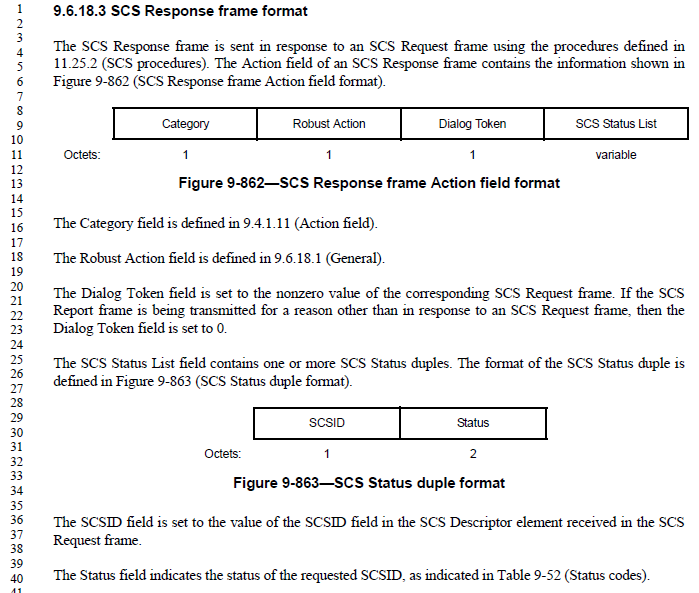 1 9.6.18.3 SCS Response frame format
2
3 The SCS Response frame is sent in response to an SCS Request frame using the procedures defined in
4
5 11.25.2 (SCS procedures). The Action field of an SCS Response frame contains the information shown in
6 Figure 9-862 (SCS Response frame Action field format).
7
8
9 Category Robust Action Dialog Token SCS Status List
10
11 Octets: 1 1 1 variable
12
13 Figure 9-862—SCS Response frame Action field format
14
15
16 The Category field is defined in 9.4.1.11 (Action field).
17
18 The Robust Action field is defined in 9.6.18.1 (General).
19
20 The Dialog Token field is set to the nonzero value of the corresponding SCS Request frame. If the SCS
21
22 Report frame is being transmitted for a reason other than in response to an SCS Request frame, then the
23 Dialog Token field is set to 0.
24
25 The SCS Status List field contains one or more SCS Status duples. The format of the SCS Status duple is
26
27 defined in Figure 9-863 (SCS Status duple format).
28
29 SCSID Status
30
31 Octets: 1 2
32
33 Figure 9-863—SCS Status duple format
34
35
36 The SCSID field is set to the value of the SCSID field in the SCS Descriptor element received in the SCS
37 Request frame.
38
39
40 The Status field indicates the status of the requested SCSID, as indicated in Table 9-52 (Status codes).
41